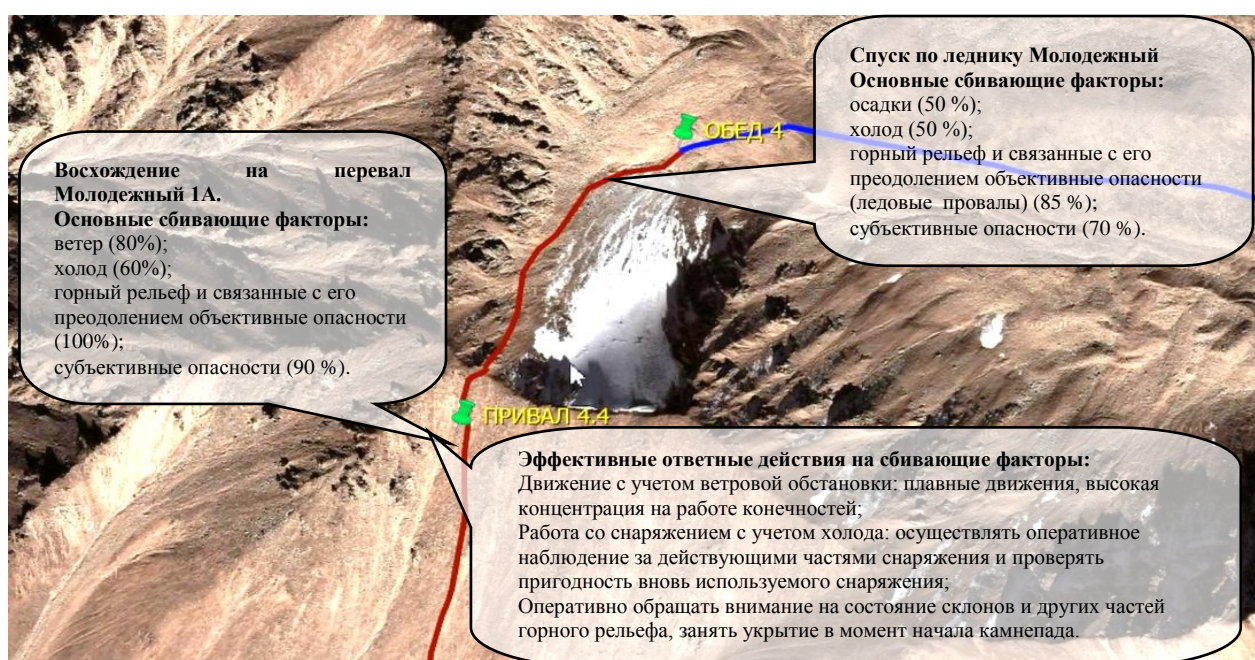 Спуск по леднику Молодежный
Основные сбивающие факторы:
осадки (50 %);
холод (50 %);
горный рельеф и связанные с его
преодолением объективные опасности
(ледовые провалы) (85 %);
субъективные опасности (70 %).
ОБЕД 4
Восхождение на перевал
Молодежный 1А.
Основные сбивающие факторы:
ветер (80%);
холод (60%);
горный рельеф и связанные с его
преодолением объективные опасности
(100%);
субъективные опасности (90 %).
ПРИВАЛ 4.4
Эффективные ответные действия на сбивающие факторы:
Движение с учетом ветровой обстановки: плавные движения, высокая
концентрация на работе конечностей;
Работа со снаряжением с учетом холода: осуществлять оперативное
наблюдение за действующими частями снаряжения и проверять
пригодность вновь используемого снаряжения;
Оперативно обращать внимание на состояние склонов и других частей
горного рельефа, занять укрытие в момент начала камнепада.